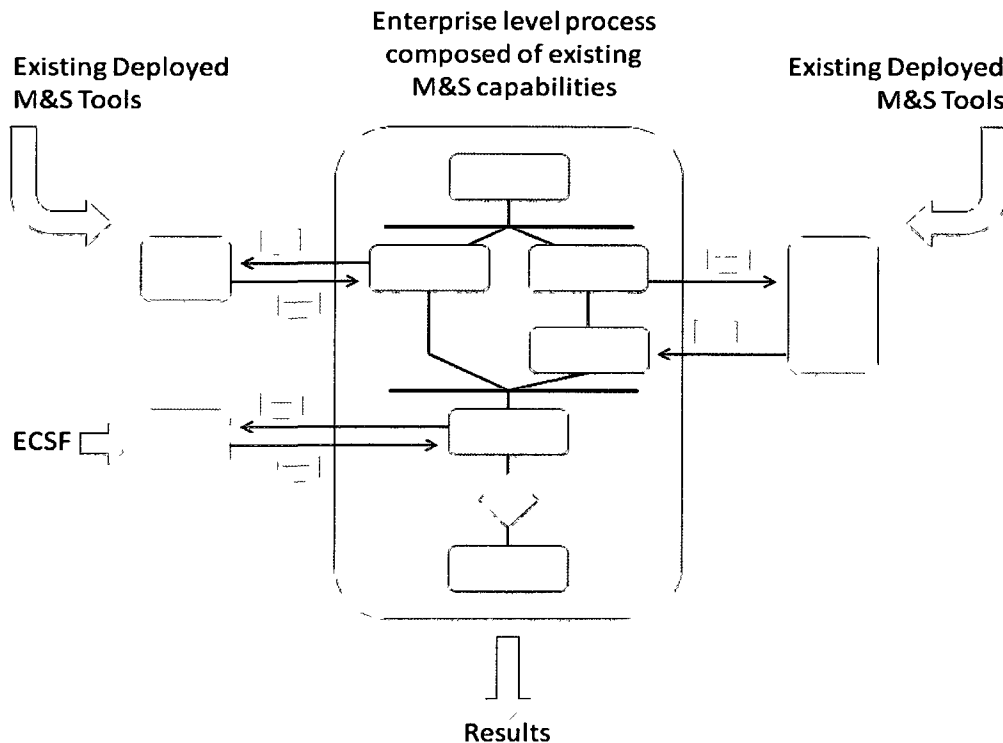 Enterprise level process
composed of existing
M&S capabilities
Existing Deployed
M&S Tools
Existing Deployed
M&S Tools
ECSF
Results